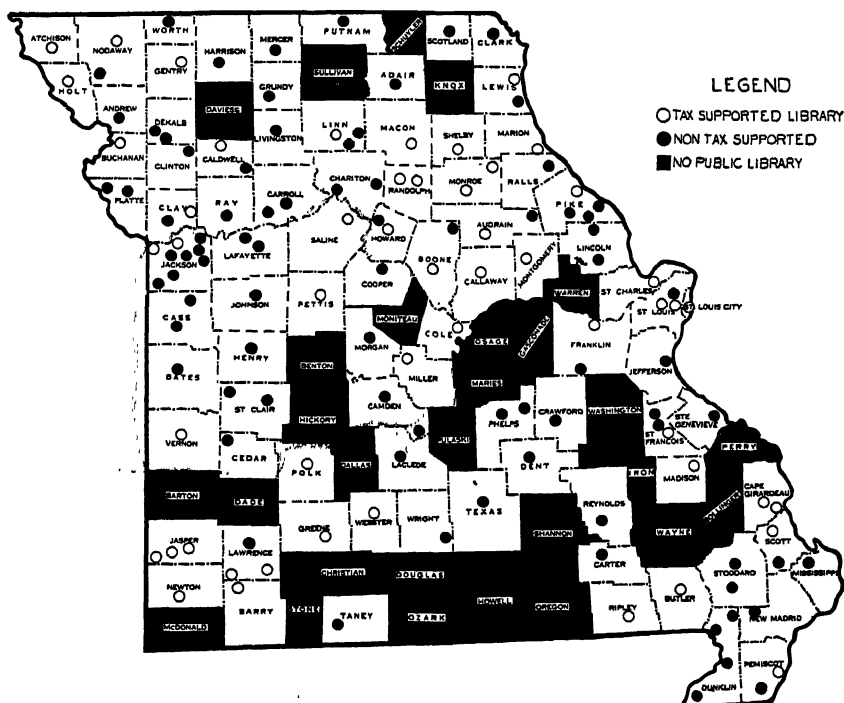 WORTH
PUTNAM
SCHUYLER
SCOTLAND
CLARK
ATCHISON
NODAWAY
HARRISON
MERCER
GENTRY
SULLIVAN
ADAIR
KNOX
LEWIS
HOLT
ANDREW
DEKALB
DAVIESS
GRUNDY
LINN
MACON
SHELBY
MARION
BUCHANAN
CLINTON
CALDWELL
LIVINGSTON
CHARITON
RANDOLPH
MONROE
RALLS
PLATTE
CLAY
RAY
CARROLL
PIKE
AUDRAIN
SALINE
HOWARD
BOONE
MONTGOMERY
LINCOLN
JACKSON
LAFAYETTE
COOPER
CALLAWAY
WARREN
ST CHARLES
JOHNSON
PETTIS
MONITEAU
COLE
OSAGE
GASCONADE
ST LOUIS
ST LOUIS CITY
CASS
FRANKLIN
HENRY
MORGAN
MILLER
MARIES
JEFFERSON
BATES
BENTON
ST CLAIR
HICKORY
CAMDEN
PHELPS
CRAWFORD
WASHINGTON
STE GENEVIEVE
ST FRANCOIS
VERNON
CEDAR
POLK
DALLAS
LACLEDE
PULASKI
DENT
IRON
MADISON
PERRY
BARTON
DADE
TEXAS
REYNOLDS
BOLLINGER
CAPE GIRARDEAU
GREENE
WEBSTER
WRIGHT
SHANNON
WAYNE
SCOTT
JASPER
LAWRENCE
CHRISTIAN
DOUGLAS
CARTER
STODDARD
MISSISSIPPI
NEWTON
BARRY
STONE
TANEY
OZARK
HOWELL
OREGON
RIPLEY
BUTLER
NEW MADRID
McDONALD
PEMISCOT
DUNKLIN
LEGEND
TAX SUPPORTED LIBRARY
NON TAX SUPPORTED
NO PUBLIC LIBRARY